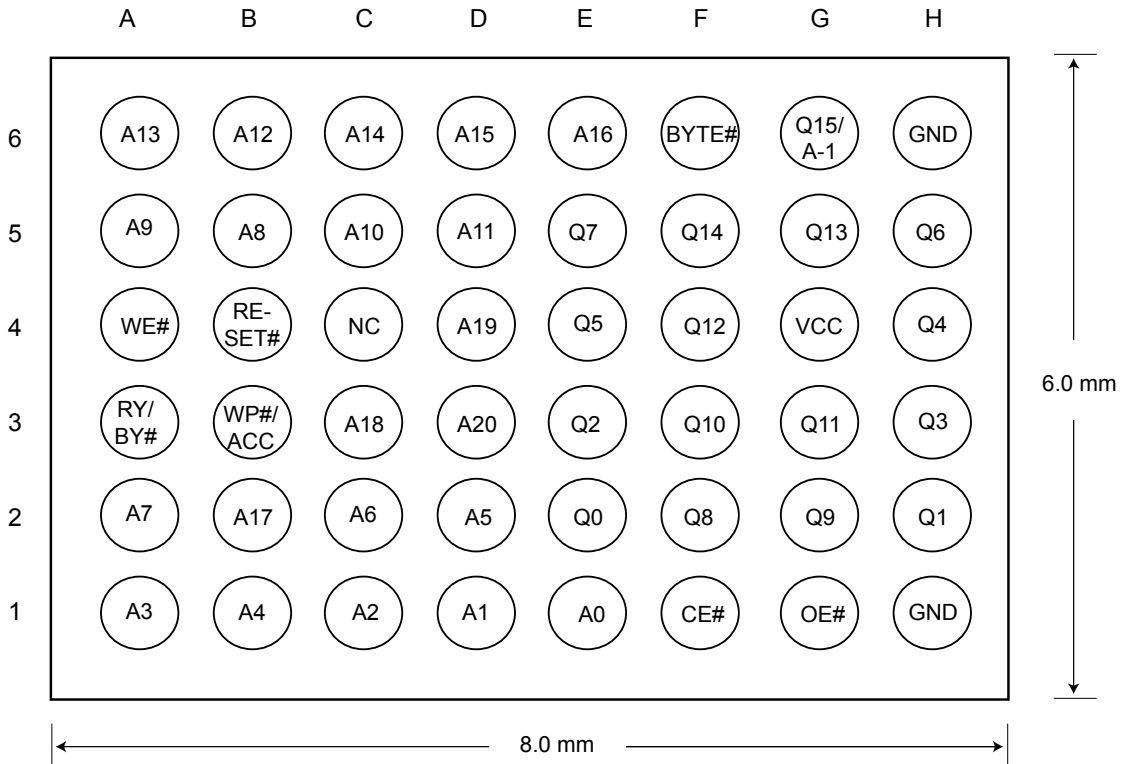 A B C D E F G H
6 A13 A12 A14 A15 A16 BYTE# Q15/ GND
A-1
5 A9 A8 A10 A11 Q7 Q14 Q13 Q6
4 WE# RE- NC A19 Q5 Q12 VCC Q4
SET#
6.0 mm
3 RY/ WP#/ A18 A20 Q2 Q10 Q11 Q3
BY# ACC
2 A7 A17 A6 A5 Q0 Q8 Q9 Q1
1 A3 A4 A2 A1 A0 CE# OE# GND
8.0 mm